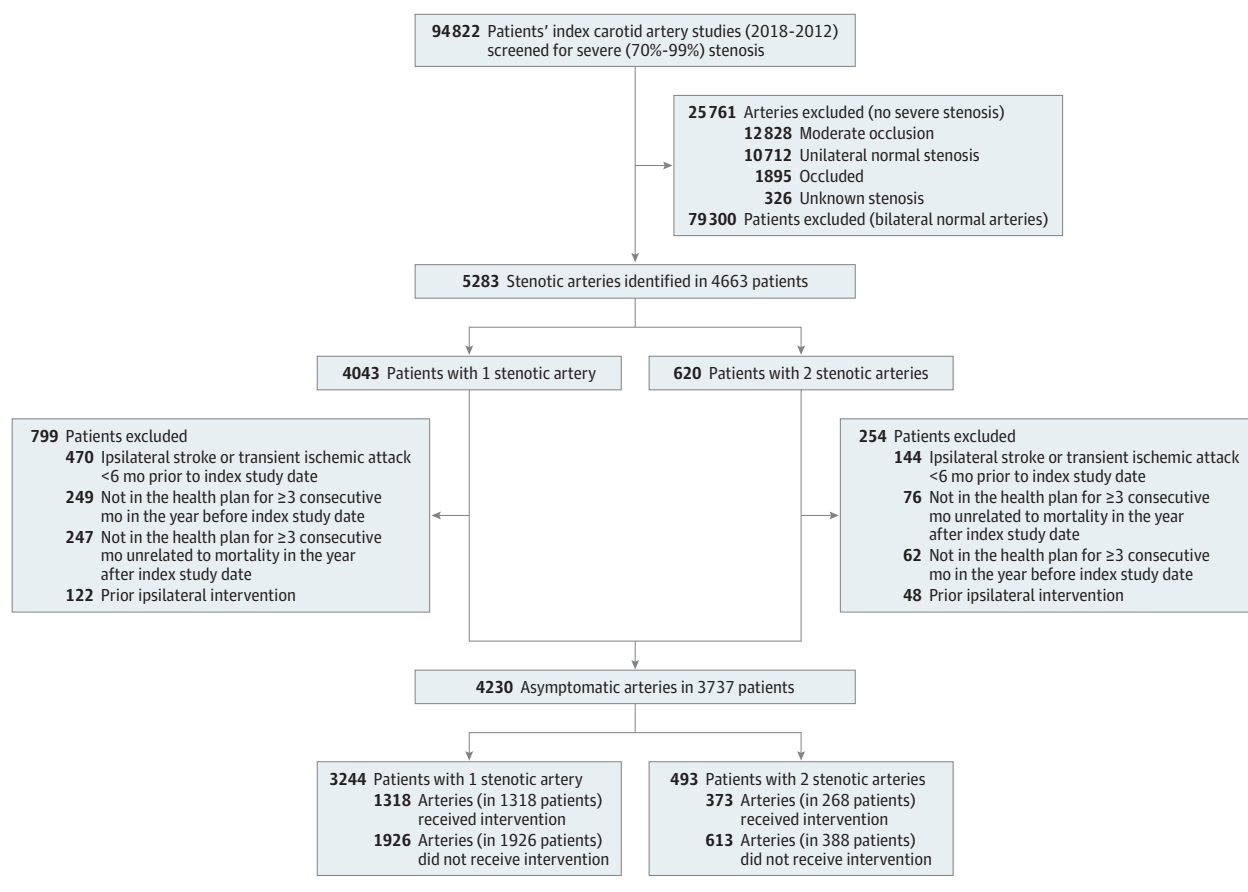 94 822 Patients' index carotid artery studies (2018-2012)
screened for severe (70%-99%) stenosis
25 761 Arteries excluded (no severe stenosis)
12 828 Moderate occlusion
10 712 Unilateral normal stenosis
1895 Occluded
326 Unknown stenosis
79 300 Patients excluded (bilateral normal arteries)
5283 Stenotic arteries identified in 4663 patients
4043 Patients with 1 stenotic artery
620 Patients with 2 stenotic arteries
799 Patients excluded
470 Ipsilateral stroke or transient ischemic attack
<6 mo prior to index study date
249 Not in the health plan for ≥3 consecutive
mo in the year before index study date
247 Not in the health plan for ≥3 consecutive
mo unrelated to mortality in the year
after index study date
122 Prior ipsilateral intervention
254 Patients excluded
144 Ipsilateral stroke or transient ischemic attack
<6 mo prior to index study date
76 Not in the health plan for ≥3 consecutive
mo unrelated to mortality in the year
after index study date
62 Not in the health plan for ≥3 consecutive
mo in the year before index study date
48 Prior ipsilateral intervention
4230 Asymptomatic arteries in 3737 patients
3244 Patients with 1 stenotic artery
1318 Arteries (in 1318 patients)
received intervention
1926 Arteries (in 1926 patients)
did not receive intervention
493 Patients with 2 stenotic arteries
373 Arteries (in 268 patients)
received intervention
613 Arteries (in 388 patients)
did not receive intervention